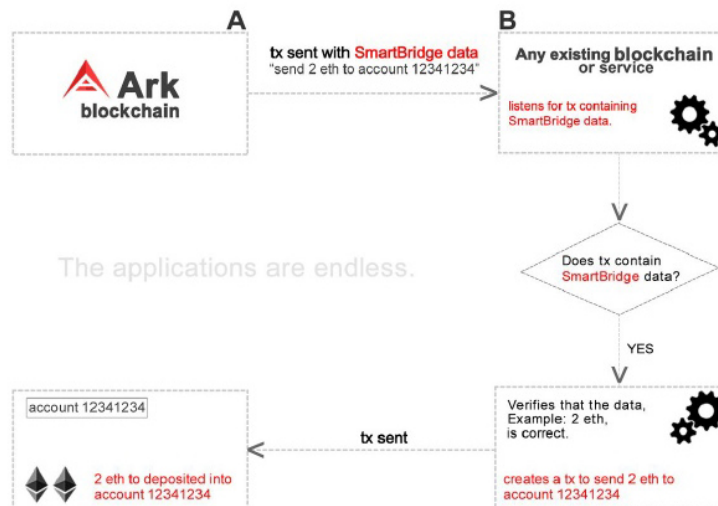 A
B
Ark
blockchain
tx sent with SmartBridge data
"send 2 eth to account 12341234"
Any existing blockchain
or service
listens for tx containing
SmartBridge data.
The applications are endless.
Does tx contain
SmartBridge data?
YES
account 12341234
2 eth to deposited into
account 12341234
tx sent
Verifies that the data,
Example: 2 eth,
is correct.
creates a tx to send 2 eth to
account 12341234